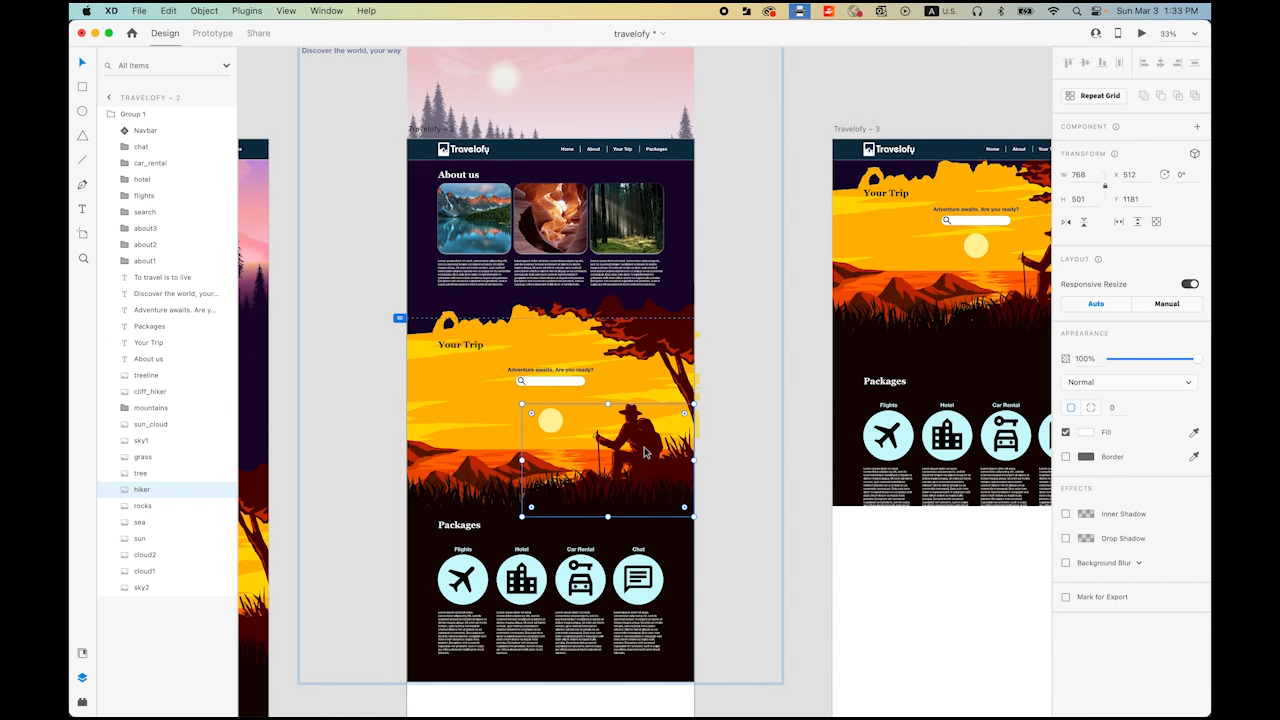 XD File Edit Object Plugins View Window Help
A U.S. Sun Mar 3 1:33 PM
Design Prototype Share
travelofy *
33%
All Items
TRAVELOFY – 2
Group 1
Navbar
chat
car_rental
hotel
flights
search
about3
about2
about1
T To travel is to live
T Discover the world, your...
T Adventure awaits. Are y...
T Packages
T Your Trip
T About us
treeline
cliff_hiker
mountains
sun_cloud
sky1
grass
tree
hiker
rocks
sea
sun
cloud2
cloud1
sky2
Discover the world, your way
Travelofy – 2
Travelofy
Home About Your Trip Packages
About us
Your Trip
Adventure awaits. Are you ready?
Packages
Flights Hotel Car Rental Chat
Travelofy – 3
Travelofy
Home About Your T
Your Trip
Adventure awaits. Are you ready?
Packages
Flights Hotel Car Rental
Repeat Grid
COMPONENT
TRANSFORM
W 768 X 512 0°
H 501 Y 1181
LAYOUT
Responsive Resize
Auto Manual
APPEARANCE
100%
Normal
0
Fill
Border
EFFECTS
Inner Shadow
Drop Shadow
Background Blur
Mark for Export